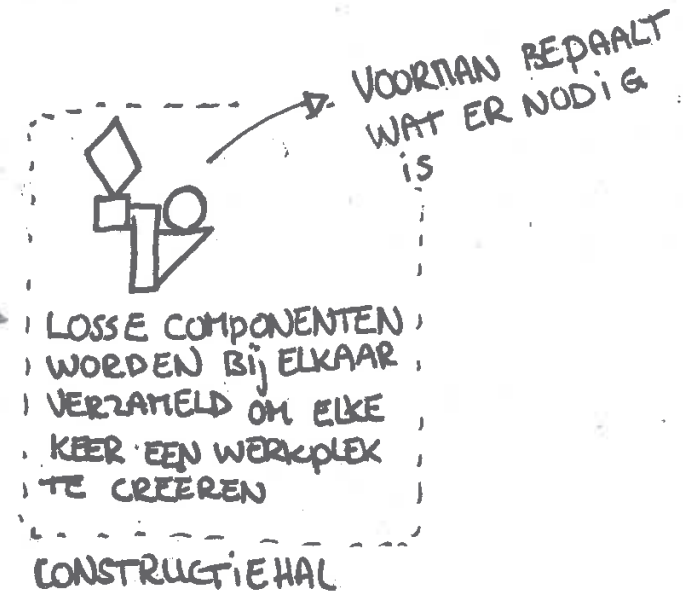 VOORMAN BEPAALT
WAT ER NODIG
IS
LOSSE COMPONENTEN
WORDEN BIJ ELKAAR
VERZAMELD OM ELKE
KEER EEN WERKPLEK
TE CREEREN
CONSTRUCTIEHAL